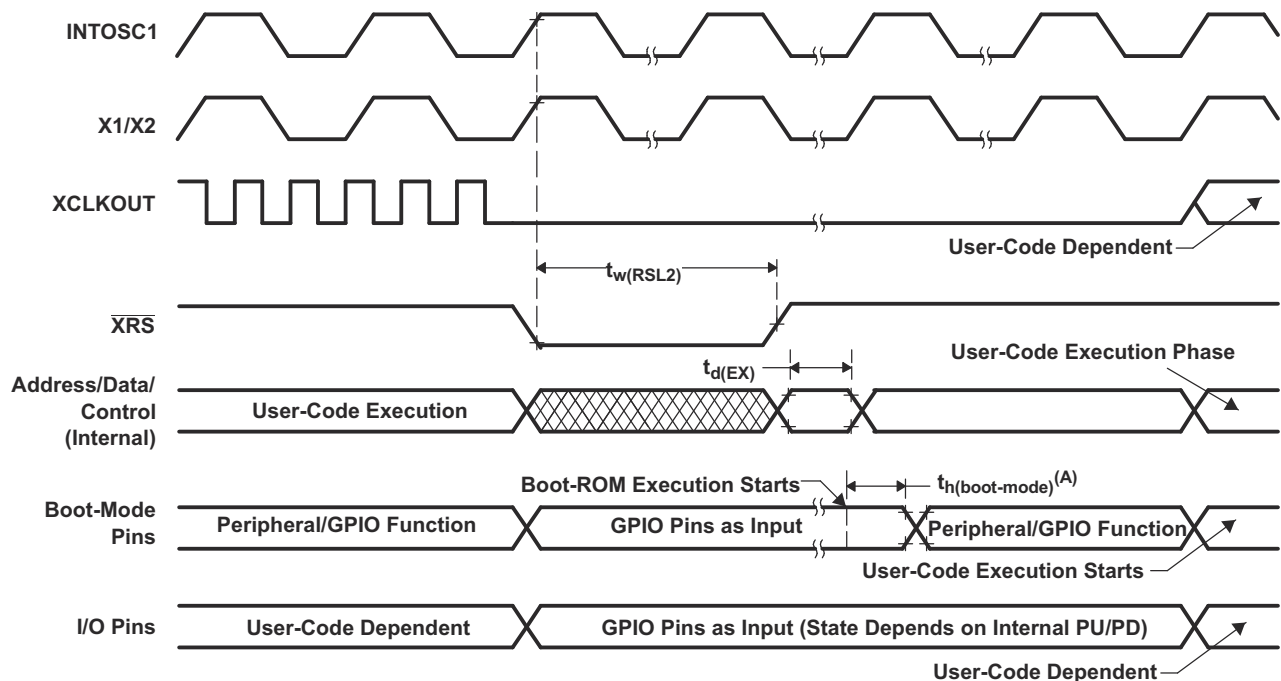 INTOSC1
X1/X2
XCLKOUT
User-Code Dependent
tw(RSL2)
XRS
User-Code Execution Phase
td(EX)
Address/Data/
Control
(Internal)
User-Code Execution
Boot-ROM Execution Starts
th(boot-mode)(A)
Boot-Mode
Pins
Peripheral/GPIO Function
GPIO Pins as Input
Peripheral/GPIO Function
User-Code Execution Starts
I/O Pins
User-Code Dependent
GPIO Pins as Input (State Depends on Internal PU/PD)
User-Code Dependent